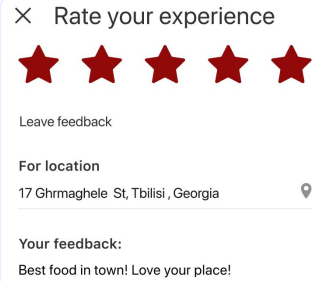 Rate your experience
Leave feedback
For location
17 Ghrmaghele St, Tbilisi , Georgia
Your feedback:
Best food in town! Love your place!